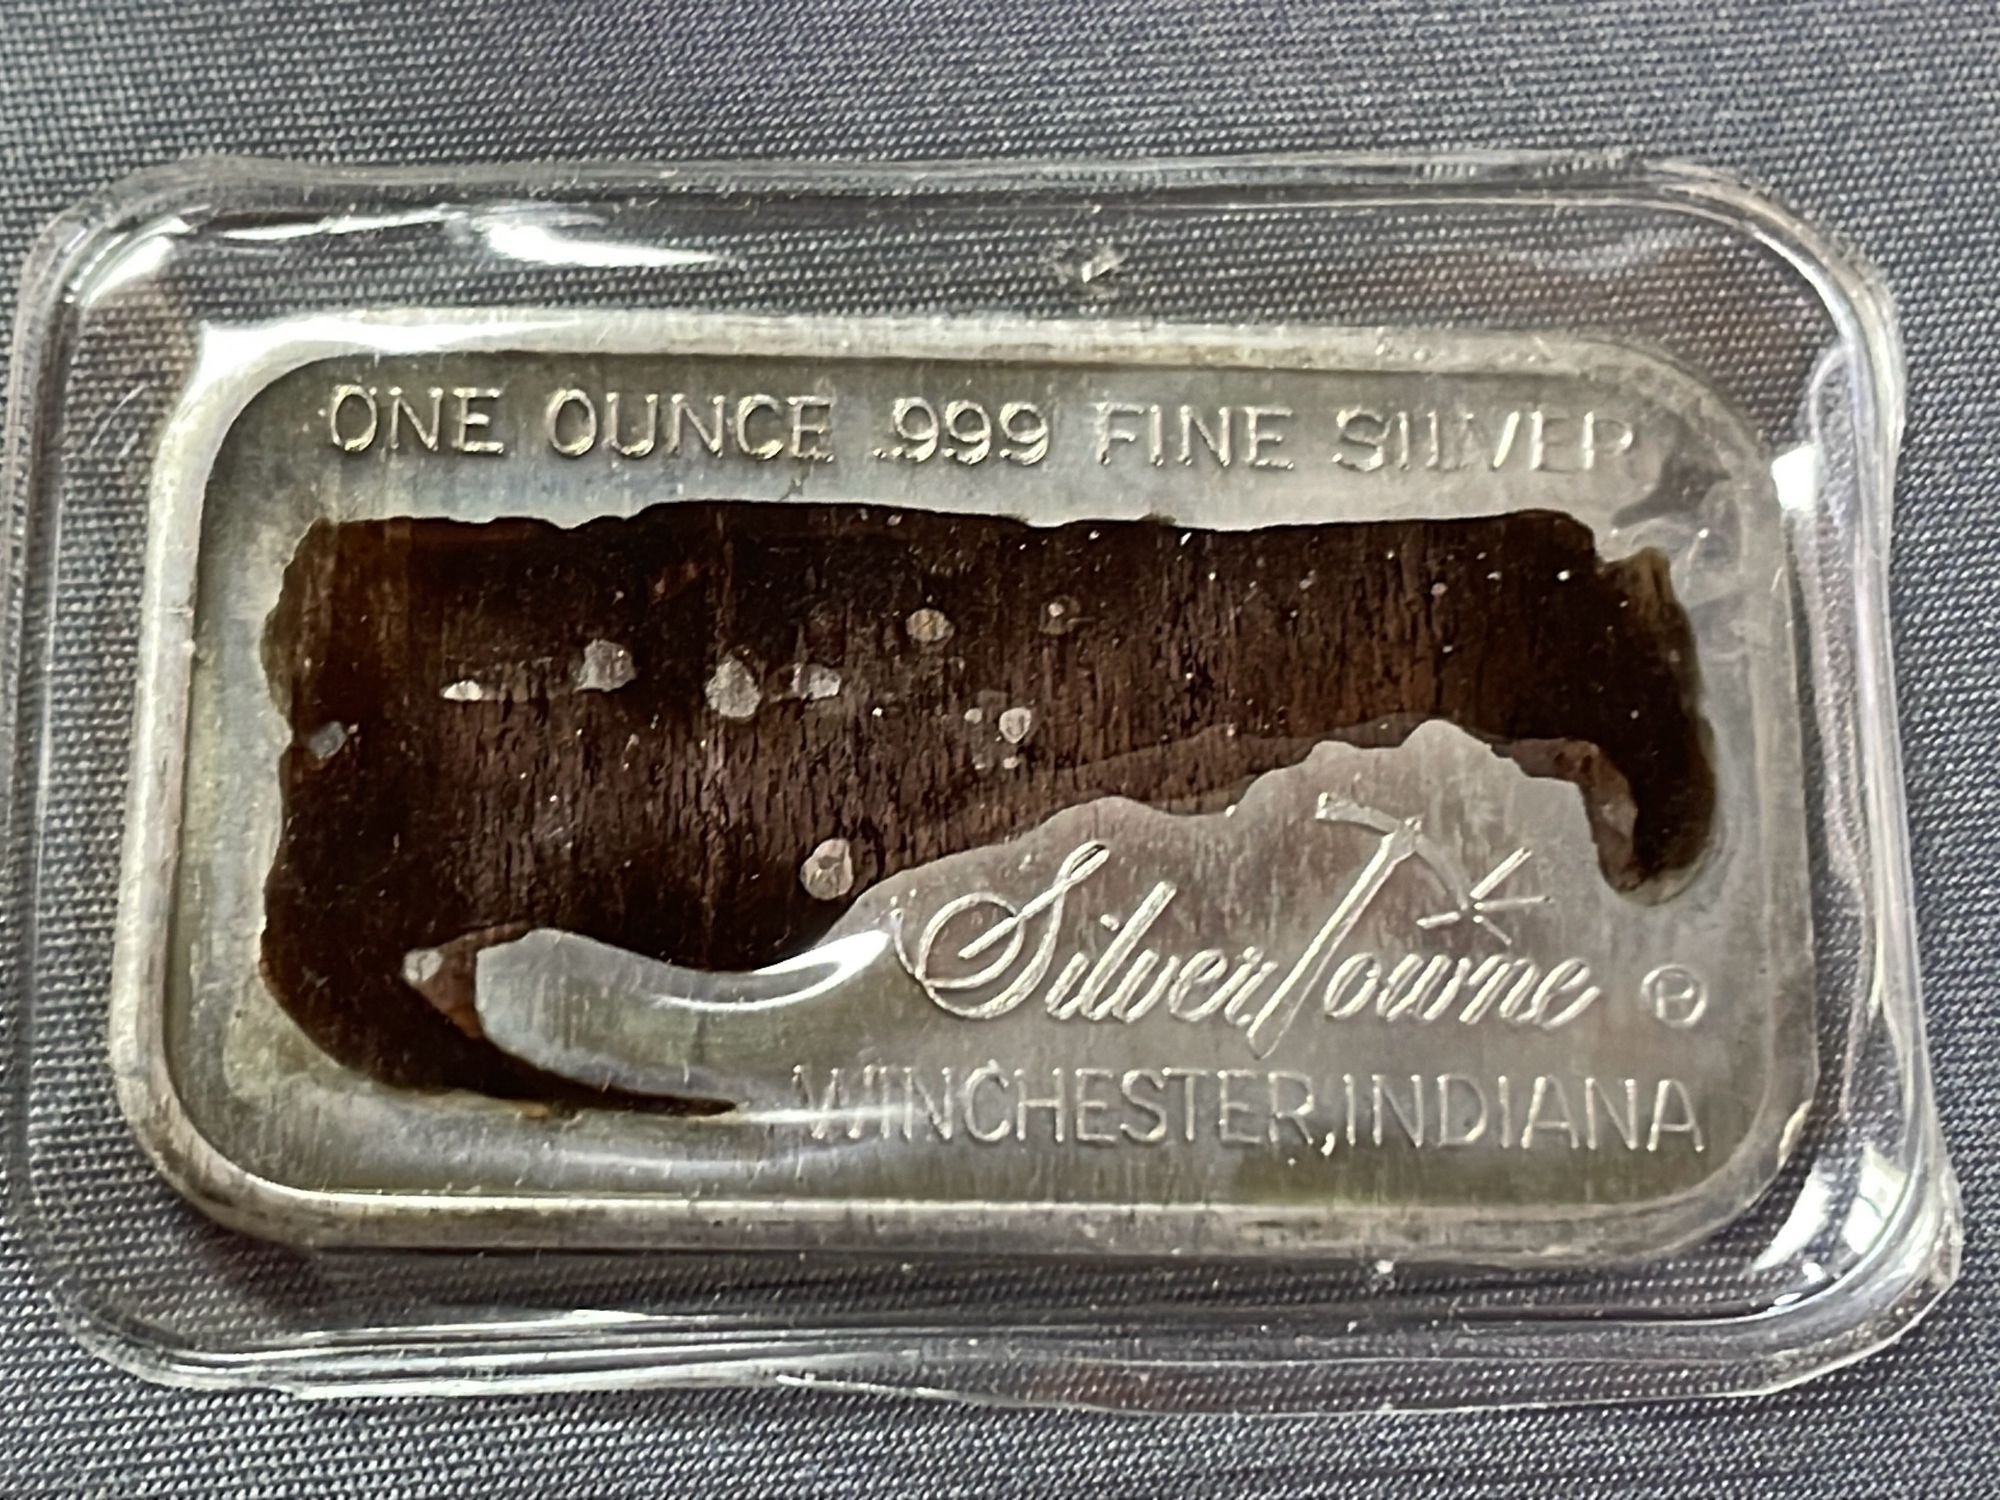 ONE OUNCE .999 FINE SILVER
SilverTowne ®
WINCHESTER, INDIANA